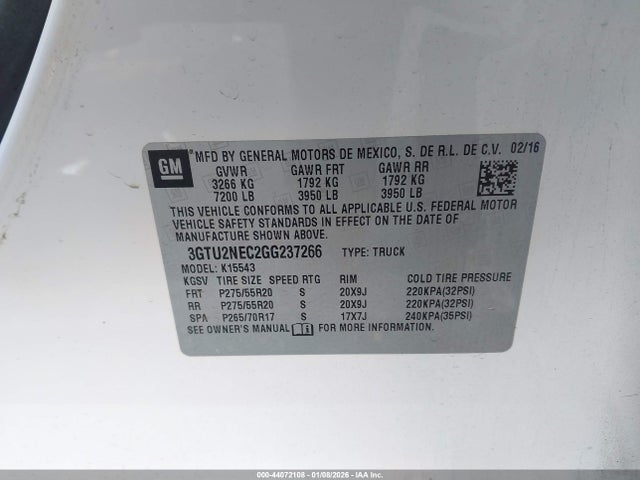 GM MFD BY GENERAL MOTORS DE MEXICO, S. DE R.L. DE C.V. 02/16
GVWR GAWR FRT GAWR RR
3266 KG 1792 KG 1792 KG
7200 LB 3950 LB 3950 LB
THIS VEHICLE CONFORMS TO ALL APPLICABLE U.S. FEDERAL MOTOR
VEHICLE SAFETY STANDARDS IN EFFECT ON THE DATE OF
MANUFACTURE SHOWN ABOVE.
3GTU2NEC2GG237266 TYPE: TRUCK
MODEL: K15543
KGSV TIRE SIZE SPEED RTG RIM COLD TIRE PRESSURE
FRT P275/55R20 S 20X9J 220KPA(32PSI)
RR P275/55R20 S 20X9J 220KPA(32PSI)
SPA P265/70R17 S 17X7J 240KPA(35PSI)
SEE OWNER'S MANUAL FOR MORE INFORMATION.
000-44072108 - 01/08/2026 - IAA Inc.